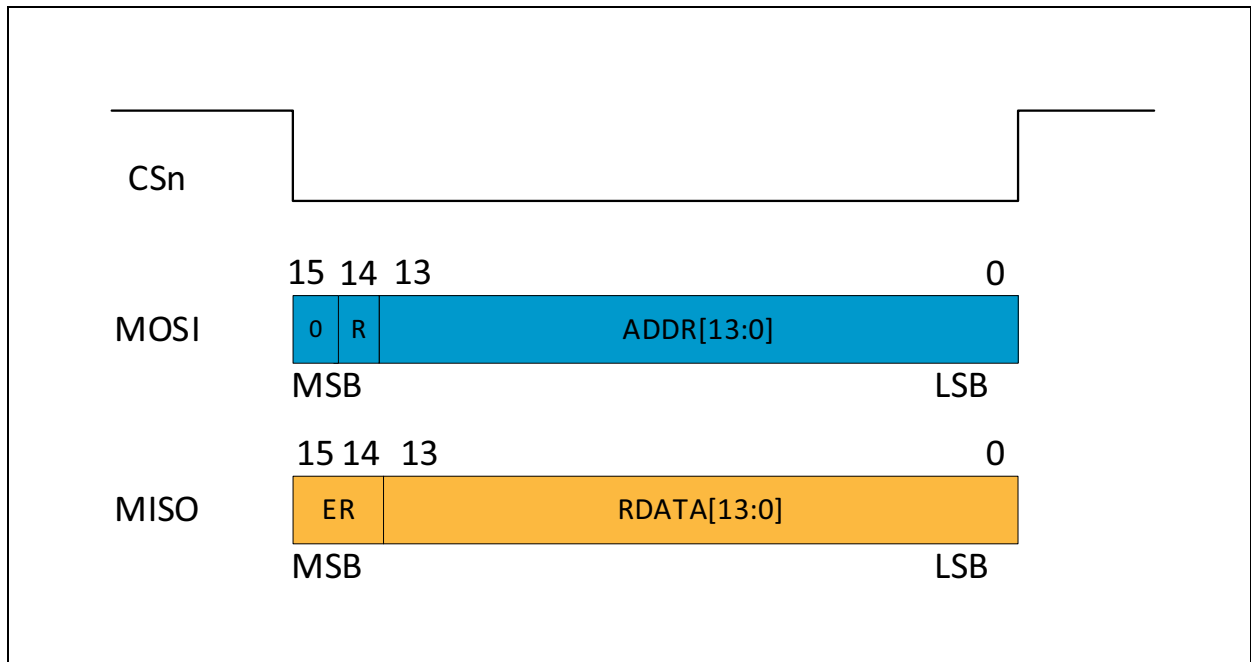 CSn
15 14 13 0
MOSI 0 R ADDR[13:0]
MSB LSB
15 14 13 0
MISO ER RDATA[13:0]
MSB LSB